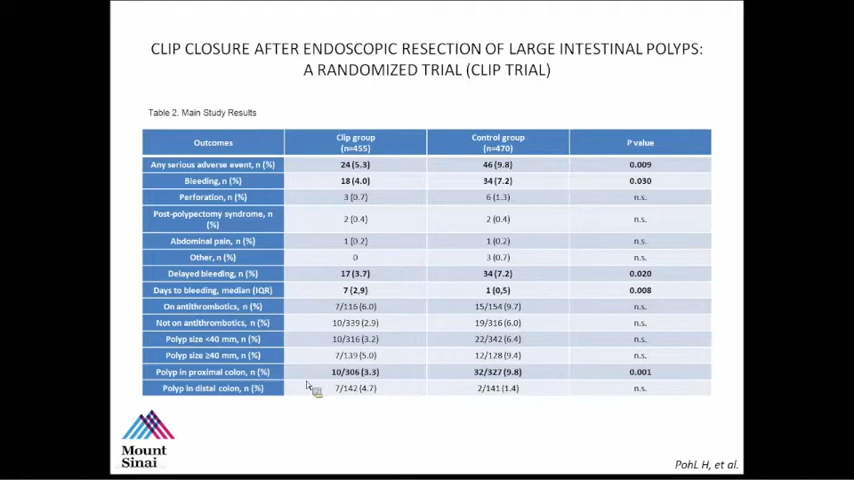 CLIP CLOSURE AFTER ENDOSCOPIC RESECTION OF LARGE INTESTINAL POLYPS:
A RANDOMIZED TRIAL (CLIP TRIAL)
Table 2. Main Study Results
Outcomes Clip group (n=455) Control group (n=470) P value
Any serious adverse event, n (%) 24 (5.3) 46 (9.8) 0.009
Bleeding, n (%) 18 (4.0) 34 (7.2) 0.030
Perforation, n (%) 3 (0.7) 6 (1.3) n.s.
Post-polypectomy syndrome, n (%) 2 (0.4) 2 (0.4) n.s.
Abdominal pain, n (%) 1 (0.2) 1 (0.2) n.s.
Other, n (%) 0 3 (0.7) n.s.
Delayed bleeding, n (%) 17 (3.7) 34 (7.2) 0.020
Days to bleeding, median (IQR) 7 (2,9) 1 (0,5) 0.008
On antithrombotics, n (%) 7/116 (6.0) 15/154 (9.7) n.s.
Not on antithrombotics, n (%) 10/339 (2.9) 19/316 (6.0) n.s.
Polyp size <40 mm, n (%) 10/316 (3.2) 22/342 (6.4) n.s.
Polyp size ≥40 mm, n (%) 7/139 (5.0) 12/128 (9.4) n.s.
Polyp in proximal colon, n (%) 10/306 (3.3) 32/327 (9.8) 0.001
Polyp in distal colon, n (%) 7/142 (4.7) 2/141 (1.4) n.s.
Mount
Sinai
Pohl H, et al.